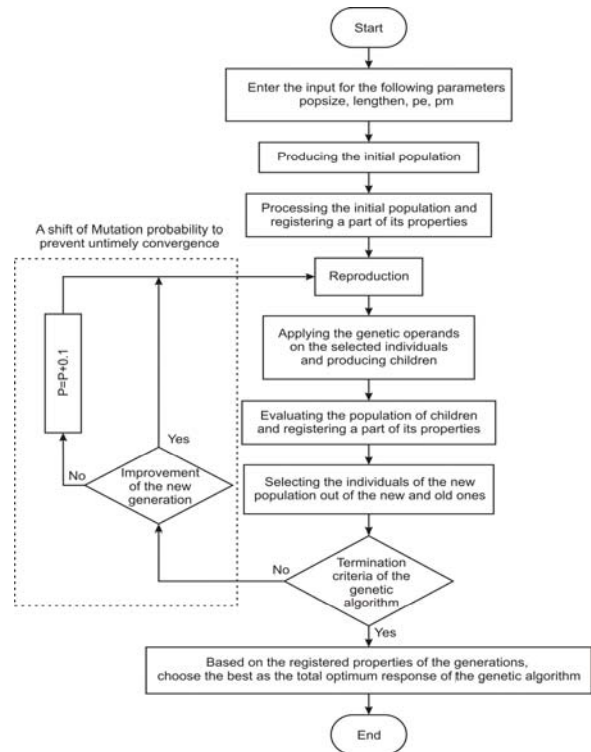 Start
Enter the input for the following parameters
popsize, lengthen, pe, pm
Producing the initial population
Processing the initial population and
registering a part of its properties
A shift of Mutation probability to
prevent untimely convergence
Reproduction
Applying the genetic operands
on the selected individuals
and producing children
P=P+0.1
Evaluating the population of children
and registering a part of its properties
Yes
No
Improvement
of the new
generation
Selecting the individuals of the new
population out of the new and old ones
No
Termination
criteria of the
genetic
algorithm
Yes
Based on the registered properties of the generations,
choose the best as the total optimum response of the genetic algorithm
End